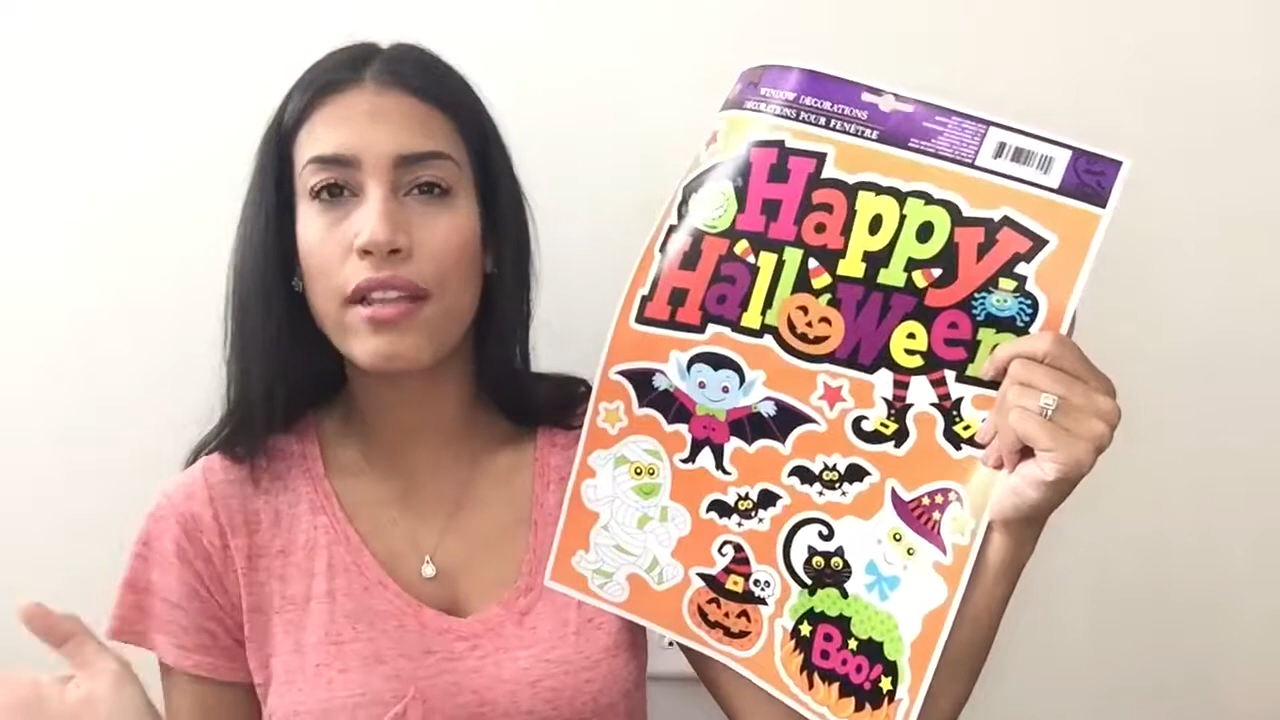 WINDOW DECORATIONS
DÉCORATIONS POUR FENÊTRE
Happy
Halloween
Boo!